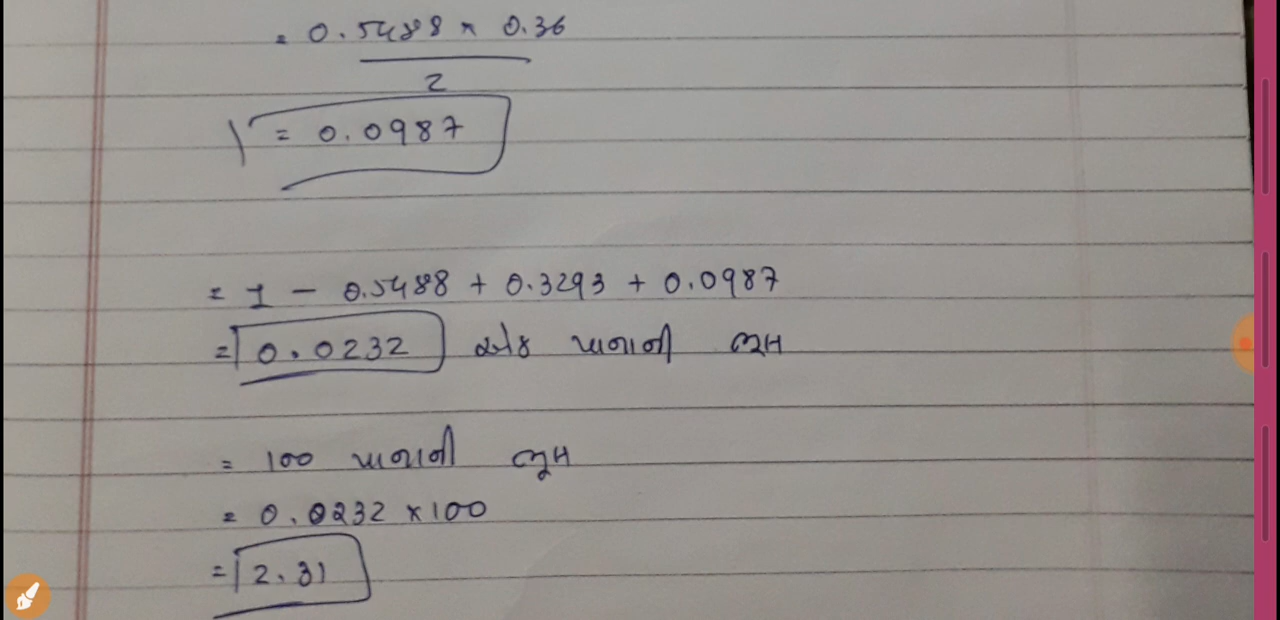 = 0.5488 × 0.36
2
= 0.0987
= 1 - 0.5488 + 0.3293 + 0.0987
= 0.0232 એક પાનાની ભૂલ
= 100 પાનાની ભૂલ
= 0.0232 × 100
= 2.31